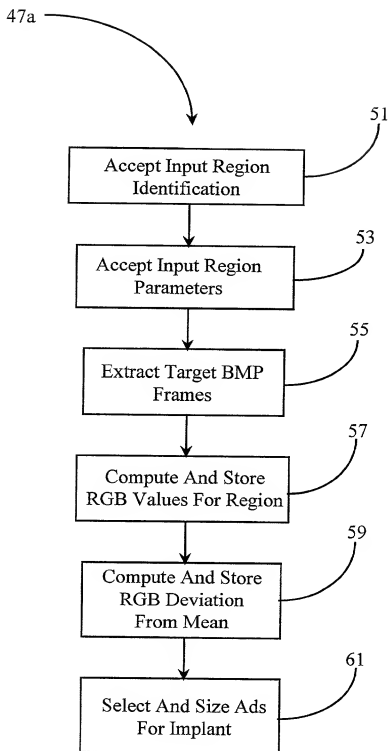 47a
51
Accept Input Region
Identification
53
Accept Input Region
Parameters
55
Extract Target BMP
Frames
57
Compute And Store
RGB Values For Region
59
Compute And Store
RGB Deviation
From Mean
61
Select And Size Ads
For Implant